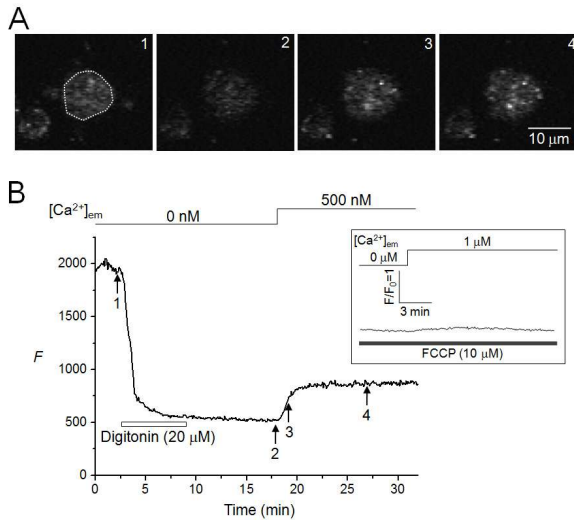 A
1
2
3
4
10 µm
B
[Ca²⁺]em
0 nM
500 nM
2000
1500
1000
500
0
F
1
2
3
4
Digitonin (20 µM)
0
5
10
15
20
25
30
Time (min)
[Ca²⁺]em
0 µM
1 µM
F/F₀=1
3 min
FCCP (10 µM)